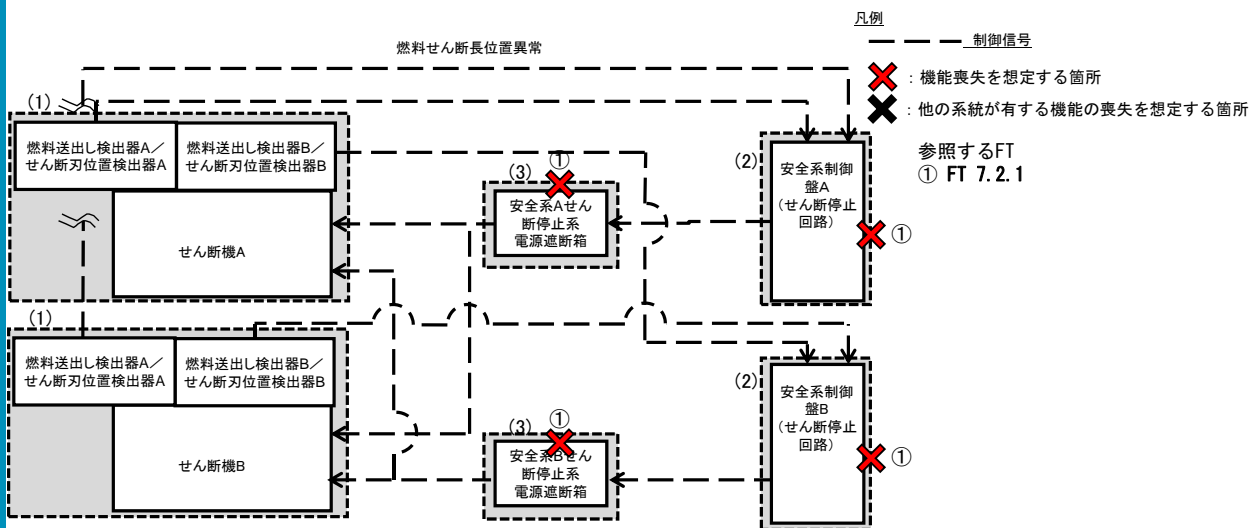 凡例
制御信号
燃料せん断長位置異常
：機能喪失を想定する箇所
：他の系統が有する機能の喪失を想定する箇所
参照するFT
① FT 7.2.1
(1)
燃料送出し検出器A／
せん断刃位置検出器A
燃料送出し検出器B／
せん断刃位置検出器B
せん断機A
(3)
①
安全系Aせん
断停止系
電源遮断箱
(2)
安全系制御
盤A
（せん断停止
回路）
①
(1)
燃料送出し検出器A／
せん断刃位置検出器A
燃料送出し検出器B／
せん断刃位置検出器B
せん断機B
(3)
①
安全系Bせん
断停止系
電源遮断箱
(2)
安全系制御
盤B
（せん断停止
回路）
①